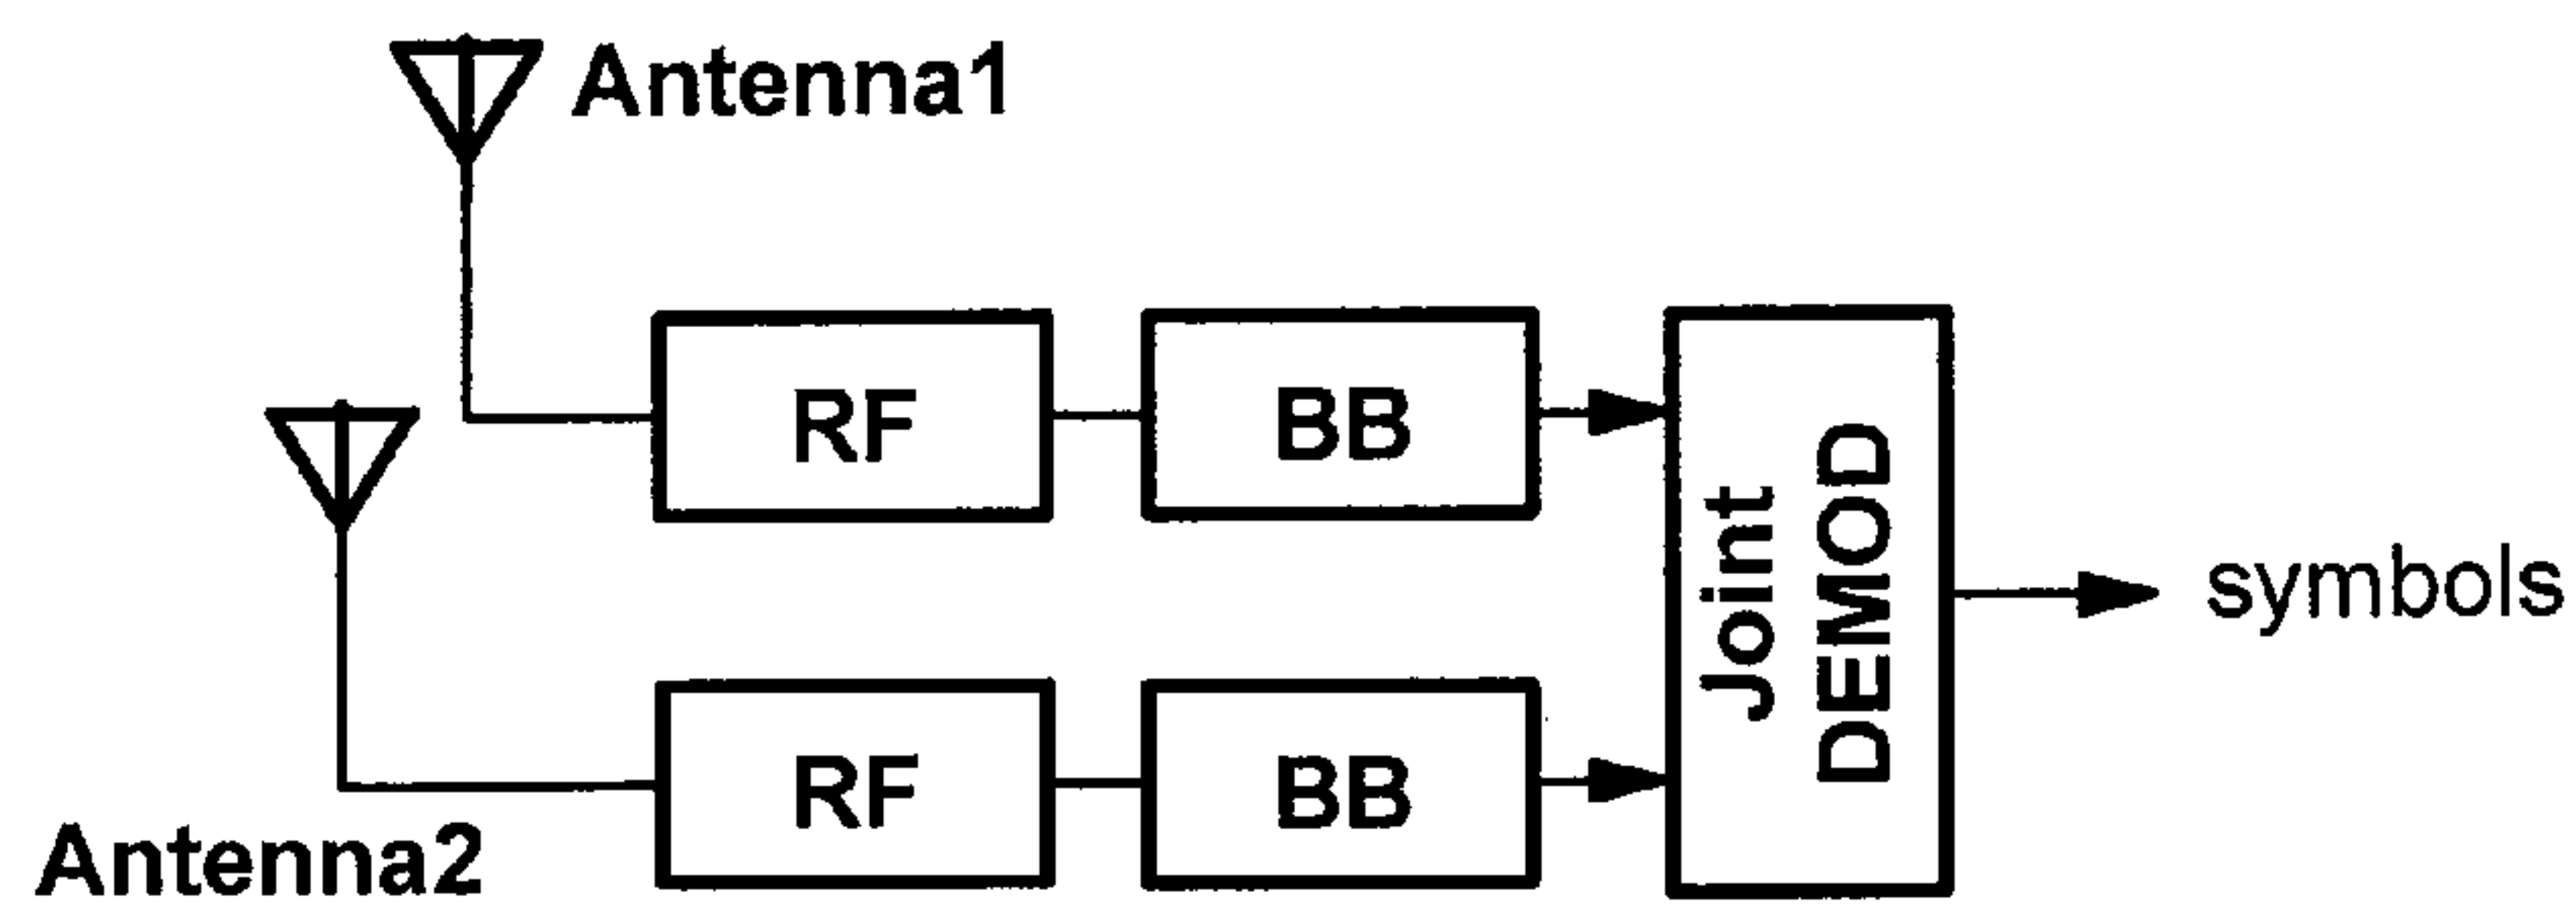 Antenna1
RF
BB
Joint
DEMOD
symbols
RF
BB
Antenna2